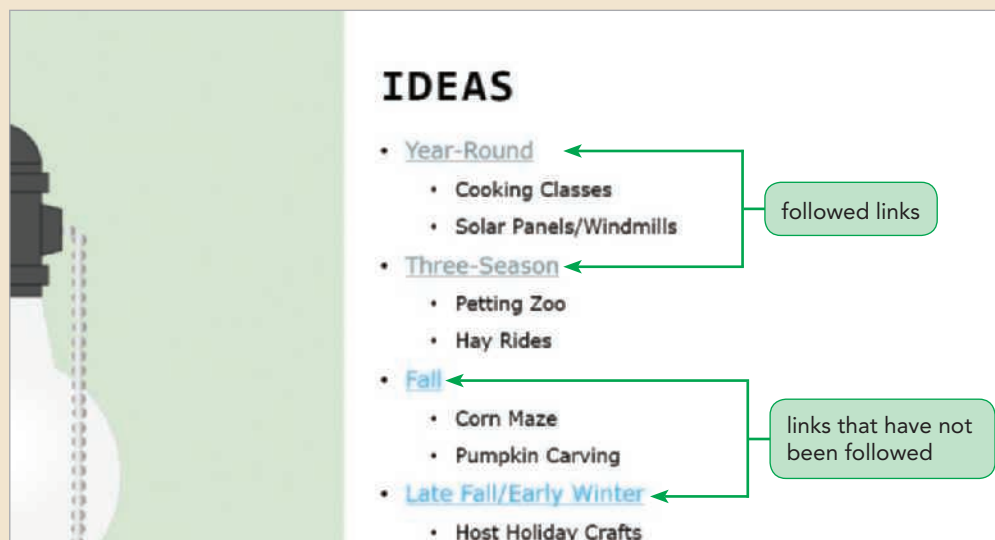 IDEAS
• Year-Round
• Cooking Classes
• Solar Panels/Windmills
followed links
• Three-Season
• Petting Zoo
• Hay Rides
• Fall
• Corn Maze
• Pumpkin Carving
links that have not
been followed
• Late Fall/Early Winter
• Host Holiday Crafts